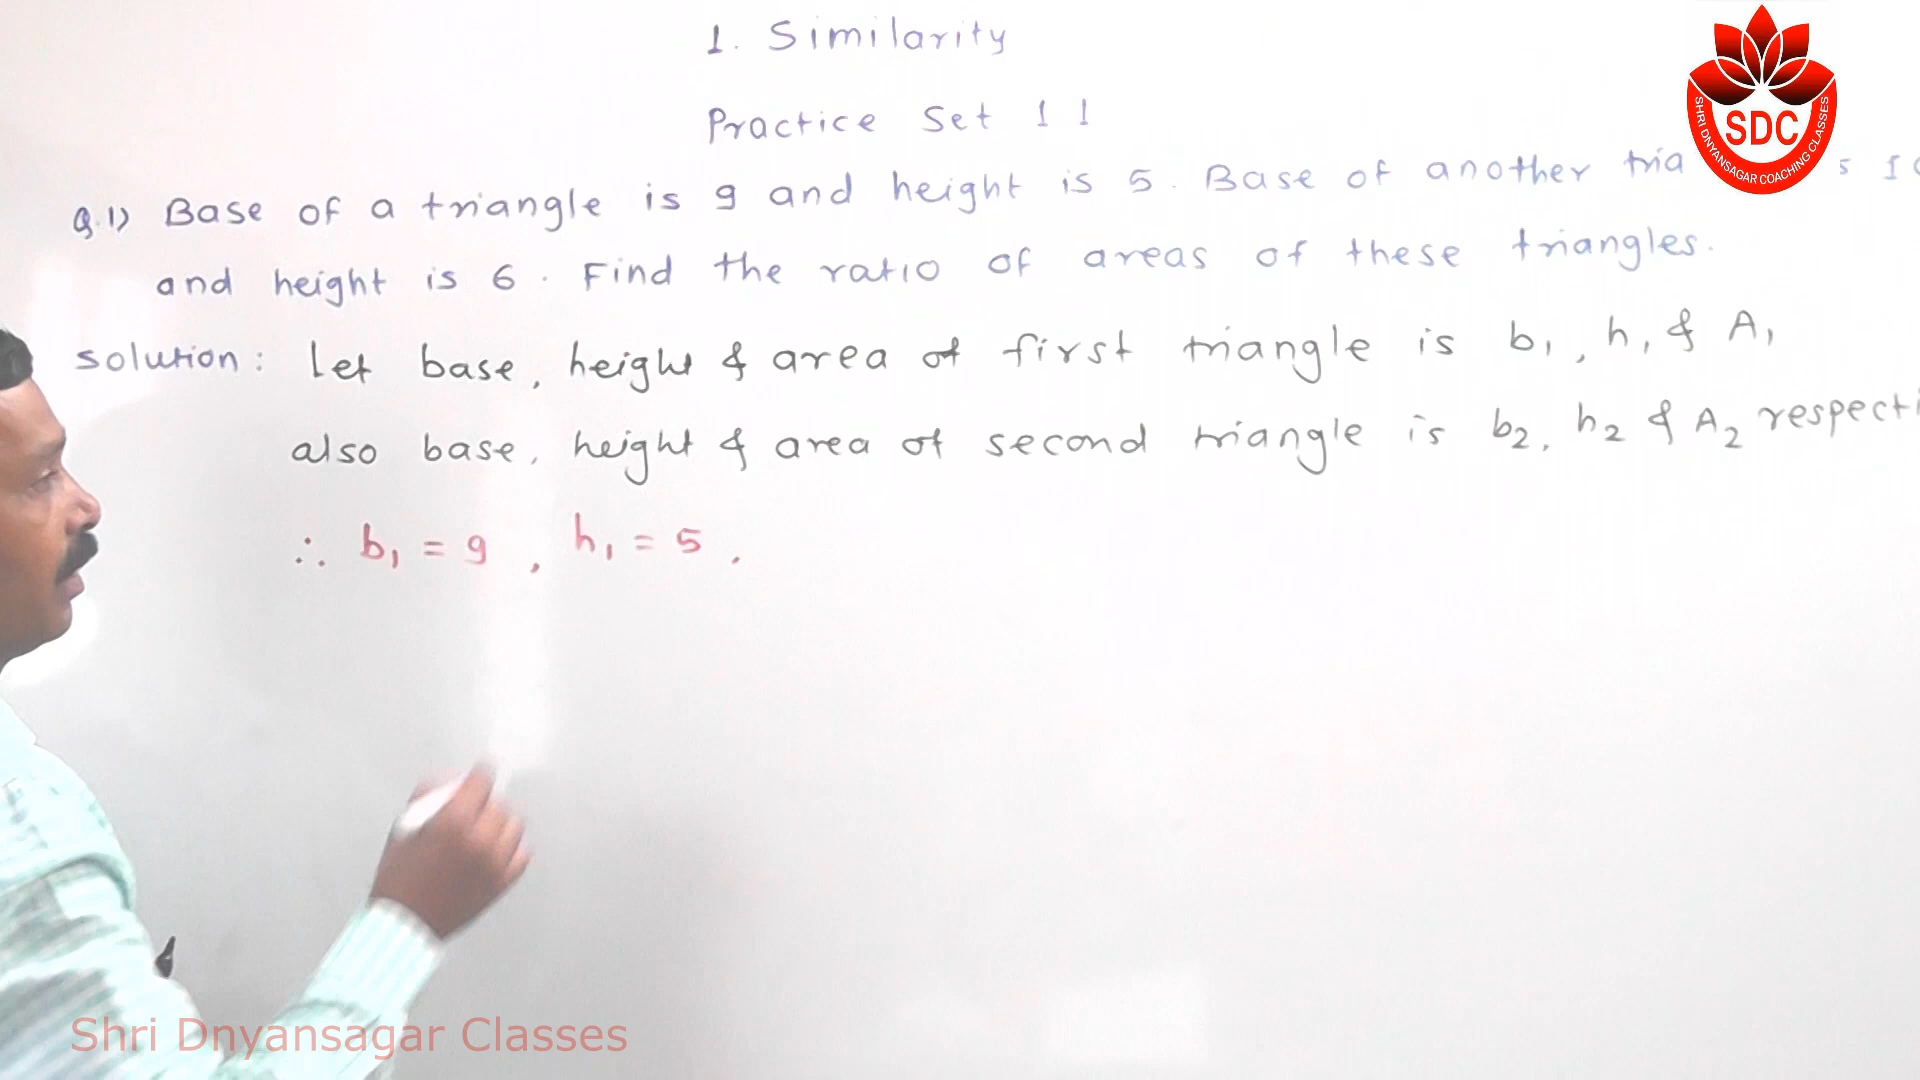 1. Similarity
Practice Set 1 1
Q.1) Base of a triangle is 9 and height is 5. Base of another
and height is 6. Find the ratio of areas of these triangles.
Solution: Let base, height & area of first triangle is b₁, h₁ & A₁
also base, height & area of second triangle is b₂, h₂ & A₂
∴ b₁ = 9, h₁ = 5,
SDC
SHRI DNYANSAGAR COACHING CLASSES
Shri Dnyansagar Classes